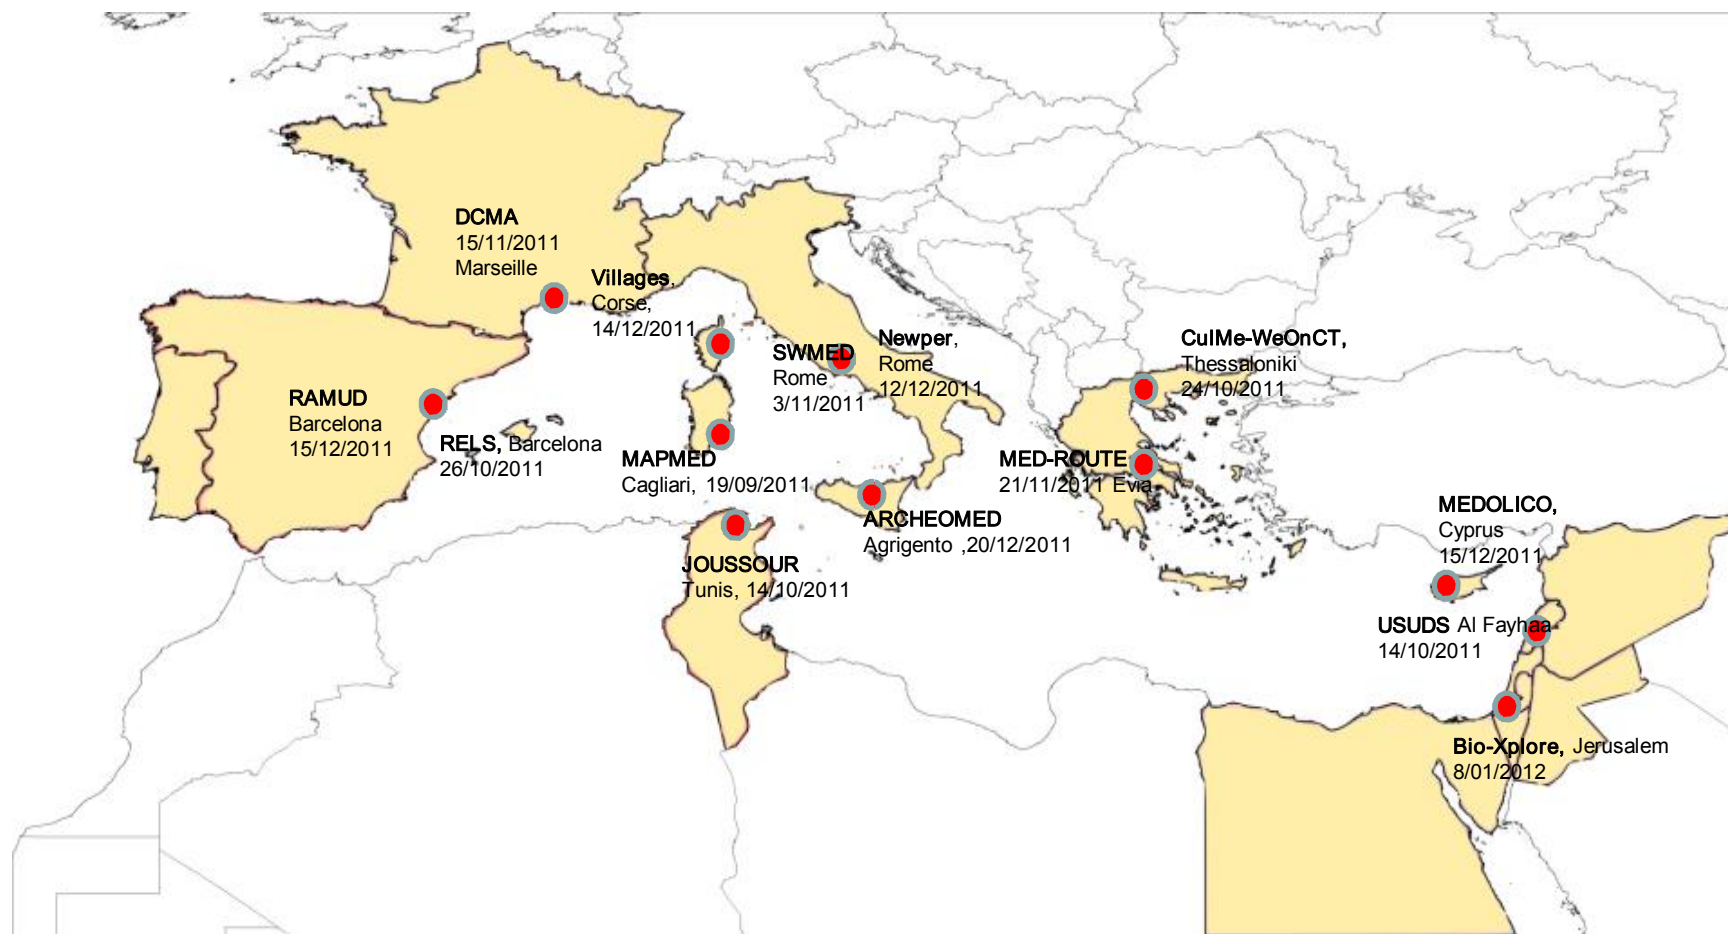 DCMA
15/11/2011
Marseille
Villages,
Corse,
14/12/2011
SWMED
Rome
3/11/2011
Newper,
Rome
12/12/2011
CulMe-WeOnCT,
Thessaloniki
24/10/2011
RAMUD
Barcelona
15/12/2011
RELS, Barcelona
26/10/2011
MAPMED
Cagliari, 19/09/2011
MED-ROUTE
21/11/2011 Evia
ARCHEOMED
Agrigento ,20/12/2011
MEDOLICO,
Cyprus
15/12/2011
JOUSSOUR
Tunis, 14/10/2011
USUDS Al Fayhaa
14/10/2011
Bio-Xplore, Jerusalem
8/01/2012